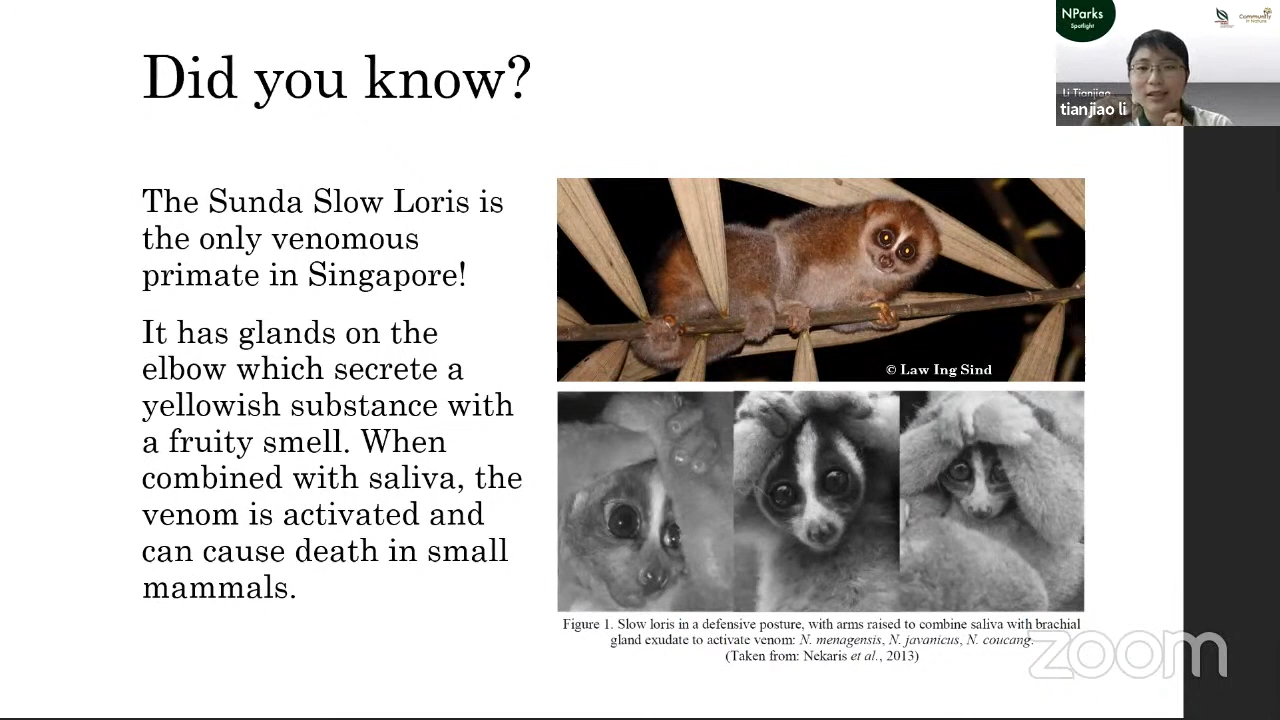 Did you know?
NParks
Spotlight
Community
in Nature
Li Tianjiao
tianjiao li
The Sunda Slow Loris is
the only venomous
primate in Singapore!
It has glands on the
elbow which secrete a
yellowish substance with
a fruity smell. When
combined with saliva, the
venom is activated and
can cause death in small
mammals.
© Law Ing Sind
Figure 1. Slow loris in a defensive posture, with arms raised to combine saliva with brachial
gland exudate to activate venom: N. menagensis, N. javanicus, N. coucang.
(Taken from: Nekaris et al., 2013)
zoom